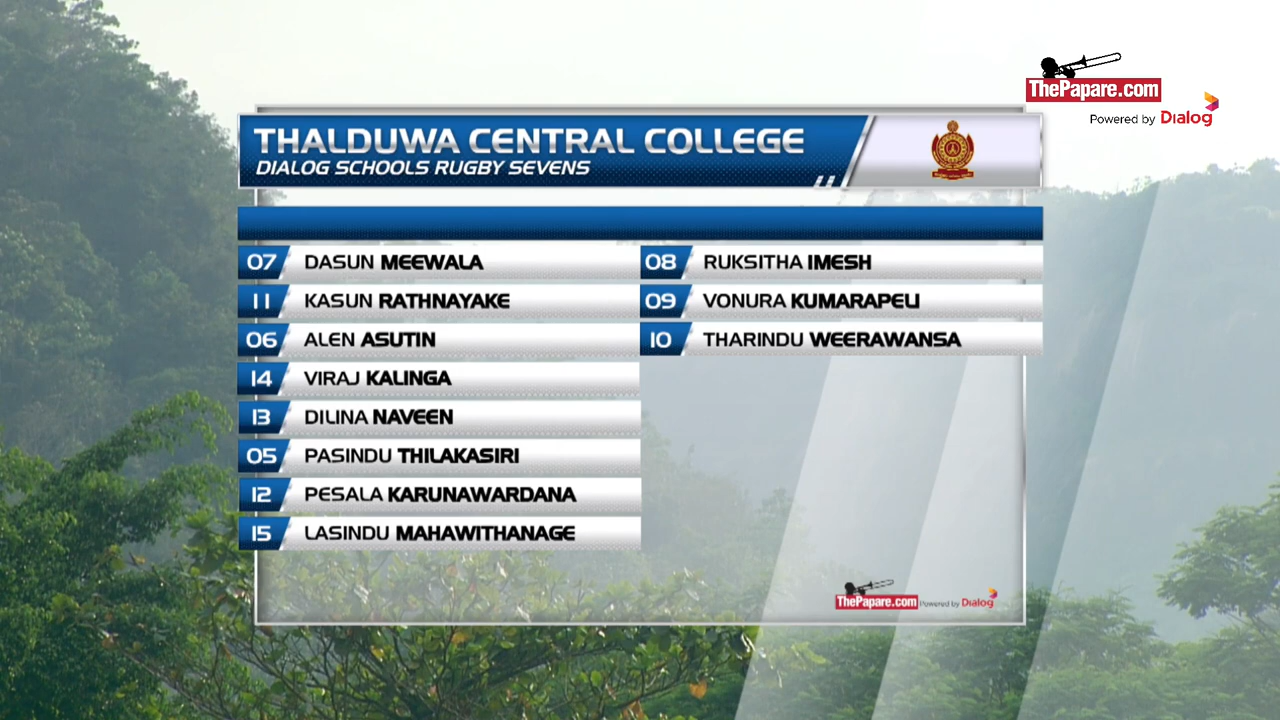 ThePapare.com
Powered by Dialog
THALDUWA CENTRAL COLLEGE
DIALOG SCHOOLS RUGBY SEVENS
07 DASUN MEEWALA
11 KASUN RATHNAYAKE
06 ALEN ASUTIN
14 VIRAJ KALINGA
13 DILINA NAVEEN
05 PASINDU THILAKASIRI
12 PESALA KARUNAWARDANA
15 LASINDU MAHAWITHANAGE
08 RUKSITHA IMESH
09 VONURA KUMARAPELI
10 THARINDU WEERAWANSA
ThePapare.com Powered by Dialog